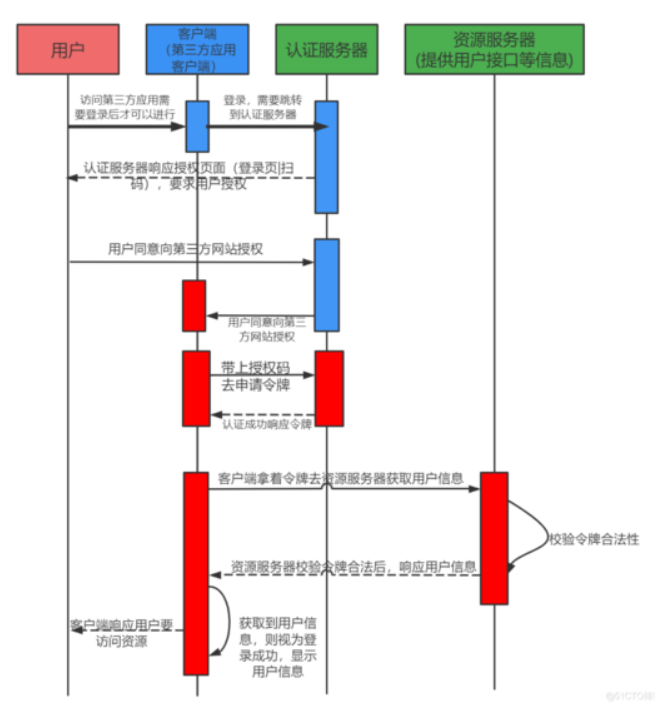 用户
客户端
（第三方应用
客户端）
认证服务器
资源服务器
(提供用户接口等信息)
访问第三方应用需
要登录后才可以进行
登录，需要跳转
到认证服务器
认证服务器响应授权页面（登录页|扫
码），要求用户授权
用户同意向第三方网站授权
用户同意向第三
方网站授权
带上授权码
去申请令牌
认证成功响应令牌
客户端拿着令牌去资源服务器获取用户信息
校验令牌合法性
资源服务器校验令牌合法后，响应用户信息
客户端响应用户要
访问资源
获取到用户信
息，则视为登
录成功，显示
用户信息